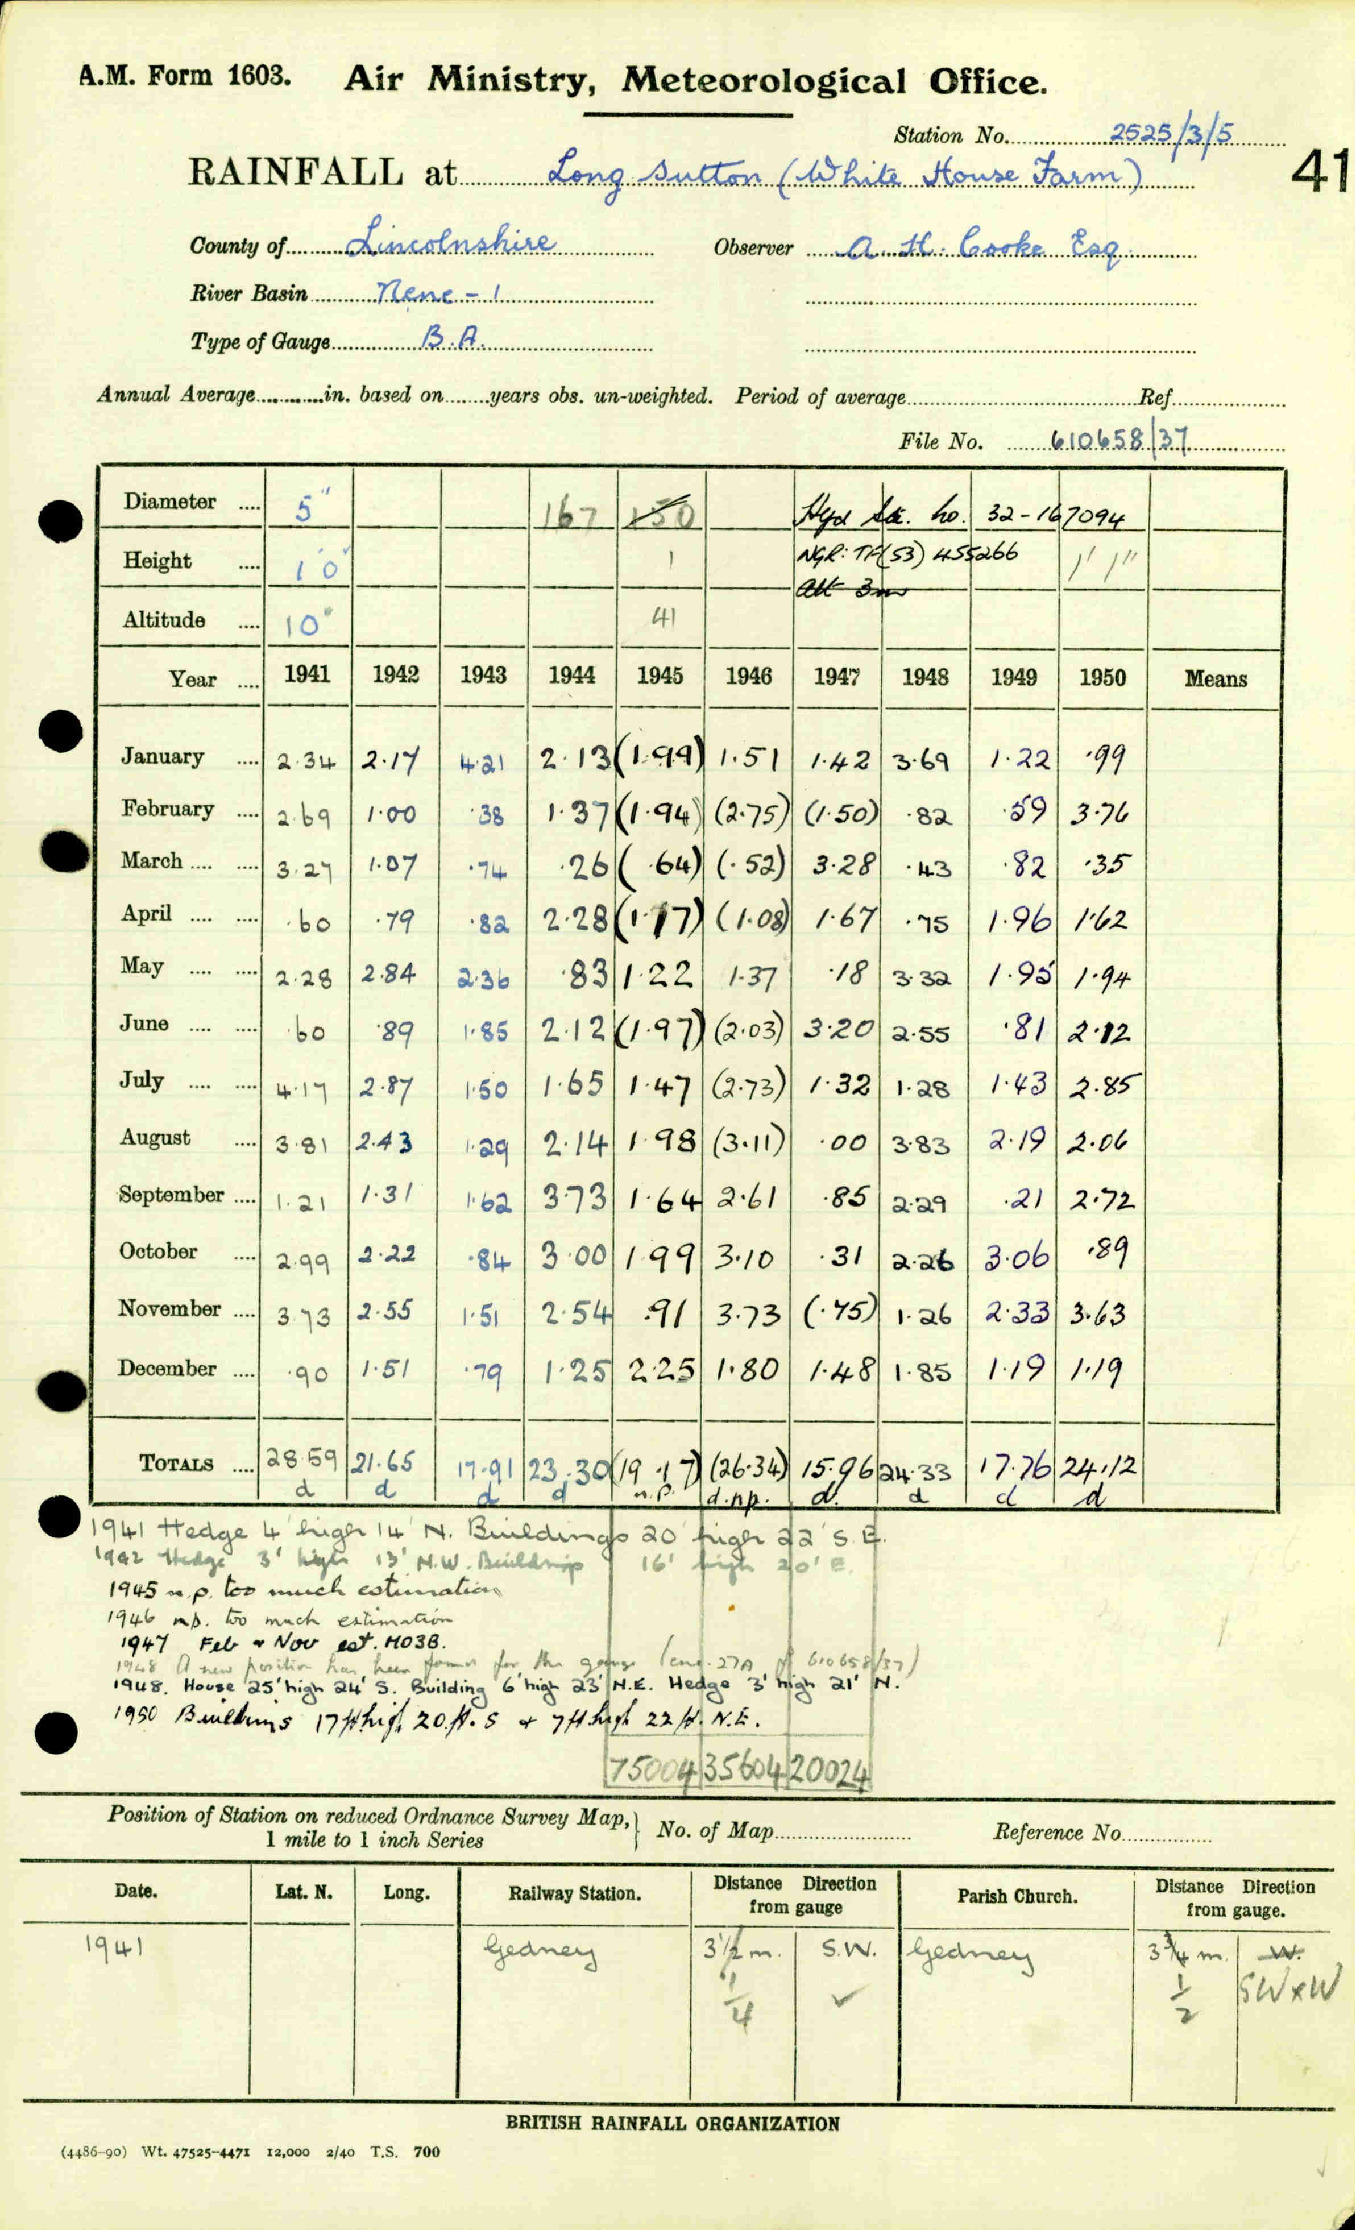 A.M. Form 1603. Air Ministry, Meteorological Office.
Station No. 2525/3/5
41
RAINFALL at Long Sutton (White House Farm)
County of Lincolnshire Observer A. H. Cooke Esq.
River Basin Nene - 1
Type of Gauge B.A.
Annual Average in. based on years obs. un-weighted. Period of average Ref.
File No. 610658/37
Diameter 5" 167 150 Hyd Sta. no. 32-167094
Height 1'0" 1 NGR: TF(53) 455266 1' 1"
Alt 3m
Altitude 10' 41
Year 1941 1942 1943 1944 1945 1946 1947 1948 1949 1950 Means
January 2.34 2.17 4.21 2.13 (1.99) 1.51 1.42 3.69 1.22 .99
February 2.69 1.00 .38 1.37 (1.94) (2.75) (1.50) .82 .59 3.76
March 3.27 1.07 .74 .26 (.64) (.52) 3.28 .43 .82 .35
April .60 .79 .82 2.28 (1.17) (1.08) 1.67 .75 1.96 1.62
May 2.28 2.84 2.36 .83 1.22 1.37 .18 3.32 1.95 1.94
June .60 .89 1.85 2.12 (1.97) (2.03) 3.20 2.55 .81 2.12
July 4.17 2.87 1.50 1.65 1.47 (2.73) 1.32 1.28 1.43 2.85
August 3.81 2.43 1.29 2.14 1.98 (3.11) .00 3.83 2.19 2.06
September 1.21 1.31 1.62 3.73 1.64 2.61 .85 2.29 .21 2.72
October 2.99 2.22 .84 3.00 1.99 3.10 .31 2.26 3.06 .89
November 3.73 2.55 1.51 2.54 .91 3.73 (.75) 1.26 2.33 3.63
December .90 1.51 .79 1.25 2.25 1.80 1.48 1.85 1.19 1.19
TOTALS 28.59 21.65 17.91 23.30 (19.17) (26.34) 15.96 24.33 17.76 24.12
d d d d n.p. d.np. d. d d d
1941 Hedge 4' high 14' N. Buildings 20' high 22' S.E.
1942 Hedge 3' high 13' N.W. Buildings 16' high 20' E.
1945 n.p. too much estimation
1946 n.p. too much estimation
1947 Feb & Nov est. MO3B.
1948 A new position has been found for the gauge (enc. 27A of 610658/37)
1948. House 25' high 24' S. Building 6' high 23' N.E. Hedge 3' high 21' N.
1950 Buildings 17 ft high 20 ft. S & 7 ft high 22 ft. N.E.
75004 35604 20024
Position of Station on reduced Ordnance Survey Map, 1 mile to 1 inch Series } No. of Map Reference No.
Date. Lat. N. Long. Railway Station. Distance Direction from gauge Parish Church. Distance Direction from gauge.
1941 Gedney 3 1/2 m. S.W. Gedney 3 3/4 m. W.
1/4 ✓ 1/2 SW x W
BRITISH RAINFALL ORGANIZATION
(4486-90) Wt. 47525-4471 12,000 2/40 T.S. 700